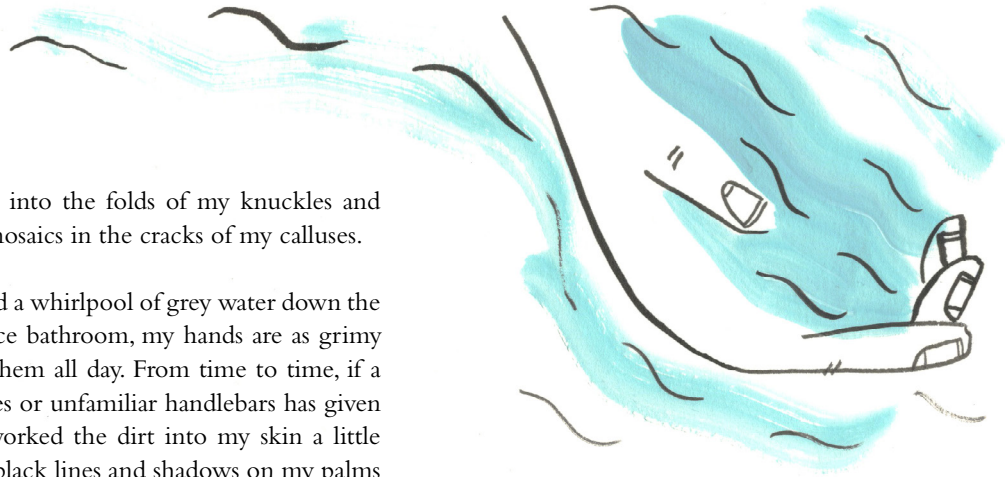 into the folds of my knuckles and
mosaics in the cracks of my calluses.
d a whirlpool of grey water down the
ce bathroom, my hands are as grimy
them all day. From time to time, if a
es or unfamiliar handlebars has given
worked the dirt into my skin a little
black lines and shadows on my palms